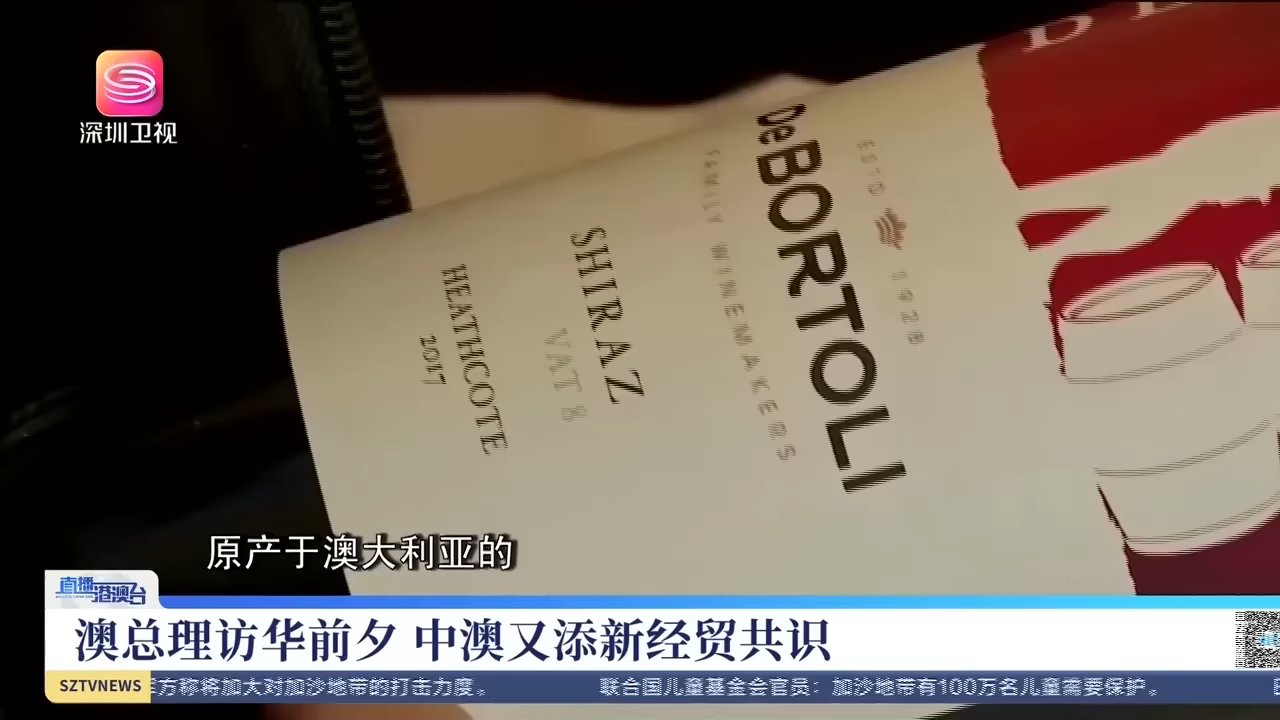 深圳卫视
De BORTOLI
ESTD 1928
FAMILY WINEMAKERS
SHIRAZ
VAT 8
HEATHCOTE
2017
原产于澳大利亚的
直播港澳台
澳总理访华前夕 中澳又添新经贸共识
SZTVNEWS
方称将加大对加沙地带的打击力度。 联合国儿童基金会官员：加沙地带有100万名儿童需要保护。